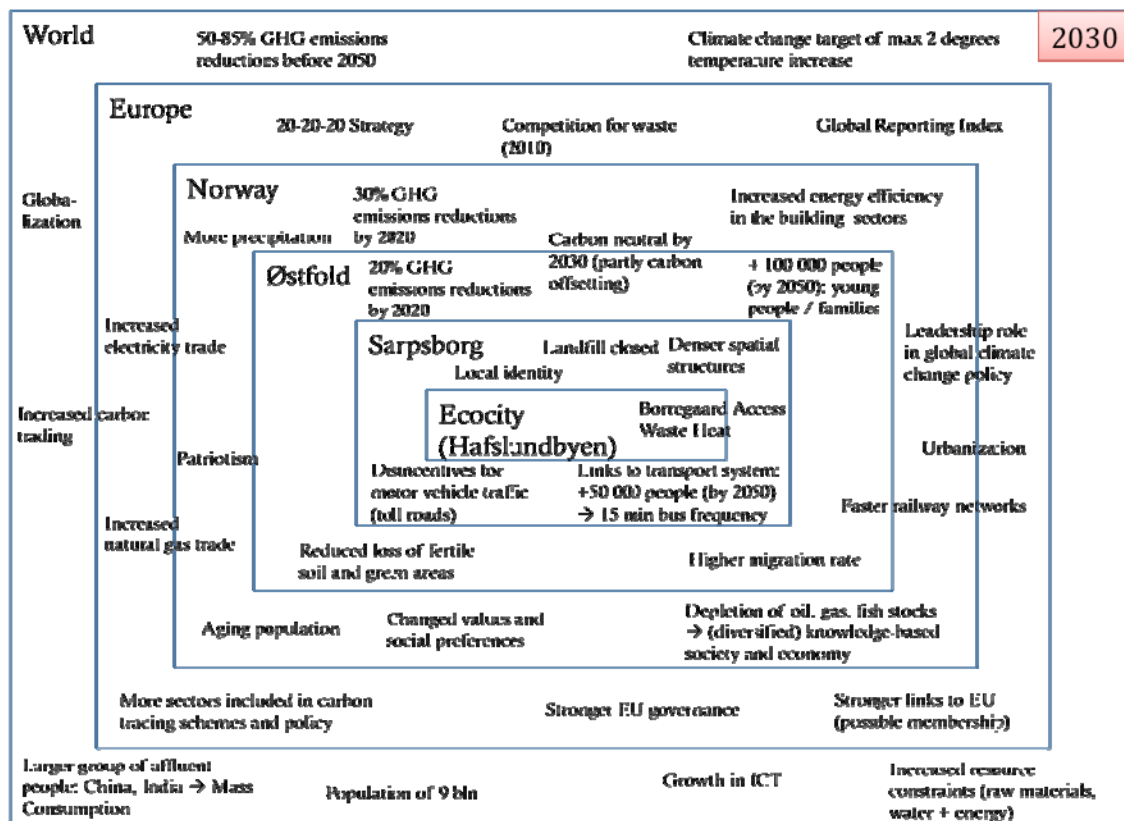 World
50-85% GHG emissions
reductions before 2050
Climate change target of max 2 degrees
temperature increase
2030
Europe
20-20-20 Strategy
Competition for waste
(2010)
Global Reporting Index
Globa-
lization
Norway
30% GHG
emissions reductions
by 2020
Increased energy efficiency
in the building sectors
More precipitation
Carbon neutral by
2030 (partly carbon
offsetting)
Østfold
20% GHG
emissions reductions
by 2020
+ 100 000 people
(by 2050): young
people / families
Increased
electricity trade
Sarpsborg
Local identity
Landfill closed
Denser spatial
structures
Leadership role
in global climate
change policy
Increased carbon
trading
Ecocity
(Hafslundbyen)
Borregaard Access
Waste Heat
Patriotism
Urbanization
Disincentives for
motor vehicle traffic
(toll roads)
Links to transport system:
+50 000 people (by 2050)
→ 15 min bus frequency
Increased
natural gas trade
Faster railway networks
Reduced loss of fertile
soil and green areas
Higher migration rate
Aging population
Changed values and
social preferences
Depletion of oil, gas, fish stocks
→ (diversified) knowledge-based
society and economy
More sectors included in carbon
tracing schemes and policy
Stronger EU governance
Stronger links to EU
(possible membership)
Larger group of affluent
people: China, India → Mass
Consumption
Population of 9 bln
Growth in ICT
Increased resource
constraints (raw materials,
water + energy)